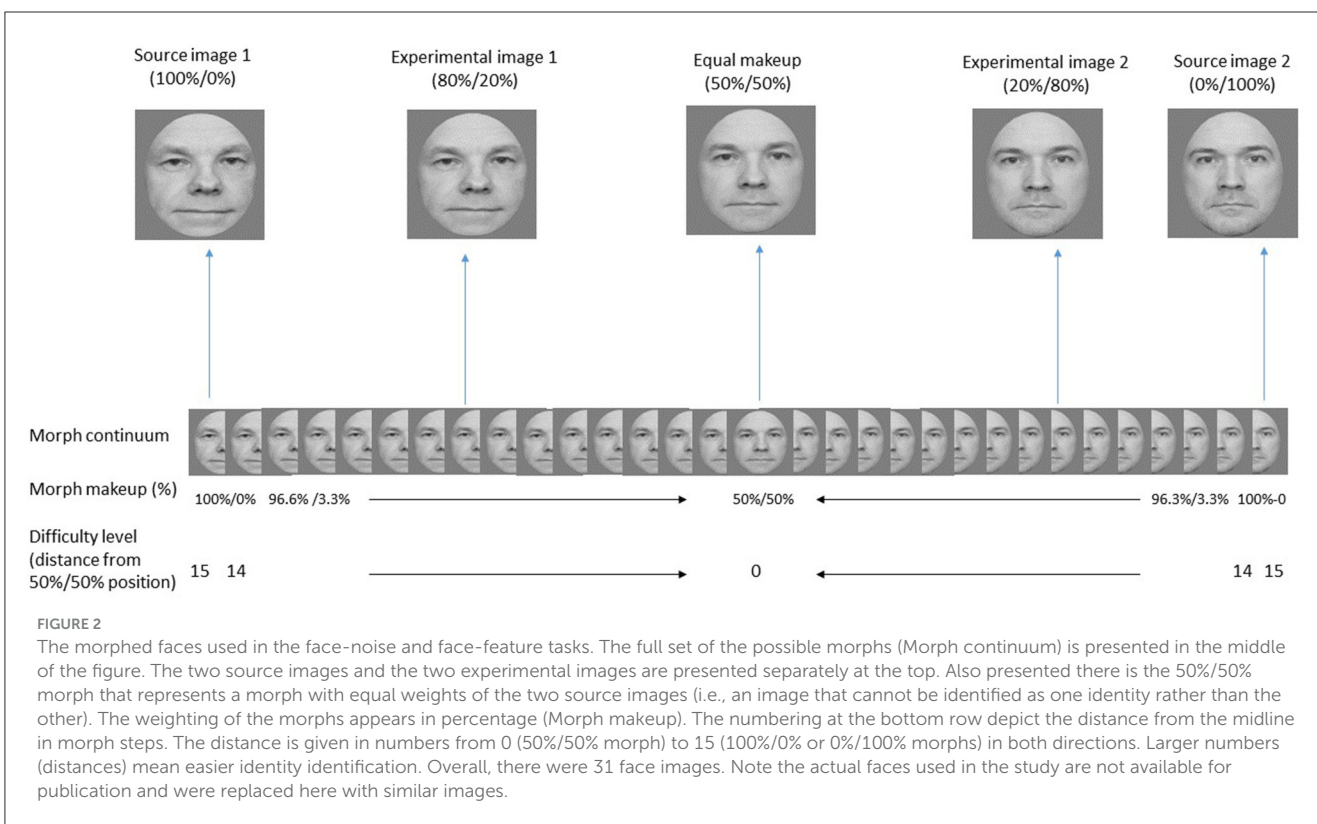 Source image 1
(100%/0%)
Experimental image 1
(80%/20%)
Equal makeup
(50%/50%)
Experimental image 2
(20%/80%)
Source image 2
(0%/100%)
Morph continuum
Morph makeup (%)
100%/0% 96.6% /3.3% 50%/50% 96.3%/3.3% 100%-0
Difficulty level
(distance from
50%/50% position)
15 14 0 14 15
FIGURE 2
The morphed faces used in the face-noise and face-feature tasks. The full set of the possible morphs (Morph continuum) is presented in the middle
of the figure. The two source images and the two experimental images are presented separately at the top. Also presented there is the 50%/50%
morph that represents a morph with equal weights of the two source images (i.e., an image that cannot be identified as one identity rather than the
other). The weighting of the morphs appears in percentage (Morph makeup). The numbering at the bottom row depict the distance from the midline
in morph steps. The distance is given in numbers from 0 (50%/50% morph) to 15 (100%/0% or 0%/100% morphs) in both directions. Larger numbers
(distances) mean easier identity identification. Overall, there were 31 face images. Note the actual faces used in the study are not available for
publication and were replaced here with similar images.